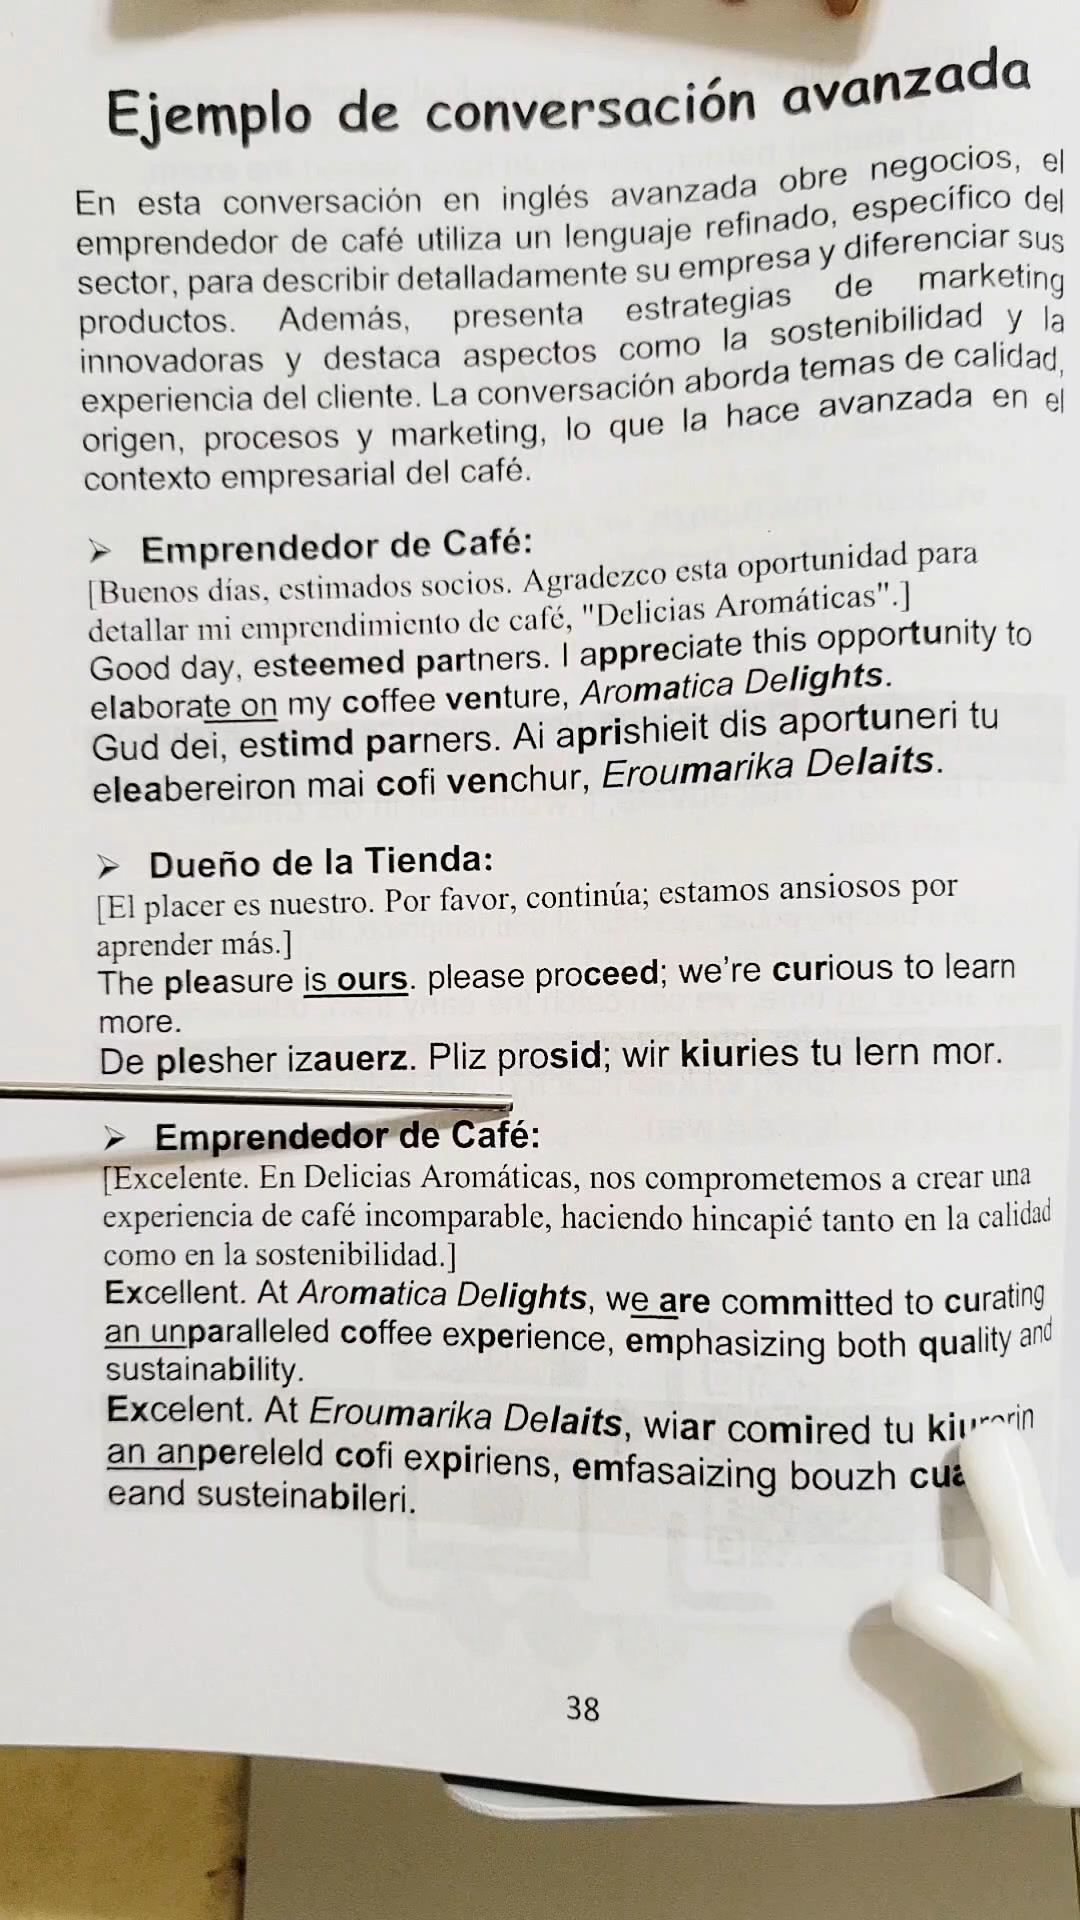 Ejemplo de conversación avanzada
En esta conversación en inglés avanzada obre negocios, el
emprendedor de café utiliza un lenguaje refinado, específico del
sector, para describir detalladamente su empresa y diferenciar sus
productos. Además, presenta estrategias de marketing
innovadoras y destaca aspectos como la sostenibilidad y la
experiencia del cliente. La conversación aborda temas de calidad,
origen, procesos y marketing, lo que la hace avanzada en el
contexto empresarial del café.
➢ Emprendedor de Café:
[Buenos días, estimados socios. Agradezco esta oportunidad para
detallar mi emprendimiento de café, "Delicias Aromáticas".]
Good day, esteemed partners. I appreciate this opportunity to
elaborate on my coffee venture, Aromatica Delights.
Gud dei, estimd parners. Ai aprishieit dis aportuneri tu
eleabereiron mai cofi venchur, Eroumarika Delaits.
➢ Dueño de la Tienda:
[El placer es nuestro. Por favor, continúa; estamos ansiosos por
aprender más.]
The pleasure is ours. please proceed; we're curious to learn
more.
De plesher izauerz. Pliz prosid; wir kiuries tu lern mor.
➢ Emprendedor de Café:
[Excelente. En Delicias Aromáticas, nos comprometemos a crear una
experiencia de café incomparable, haciendo hincapié tanto en la calidad
como en la sostenibilidad.]
Excellent. At Aromatica Delights, we are committed to curating
an unparalleled coffee experience, emphasizing both quality and
sustainability.
Excelent. At Eroumarika Delaits, wiar comired tu
an anpereleld cofi expiriens, emfasaizing bouzh
eand susteinabileri.
38